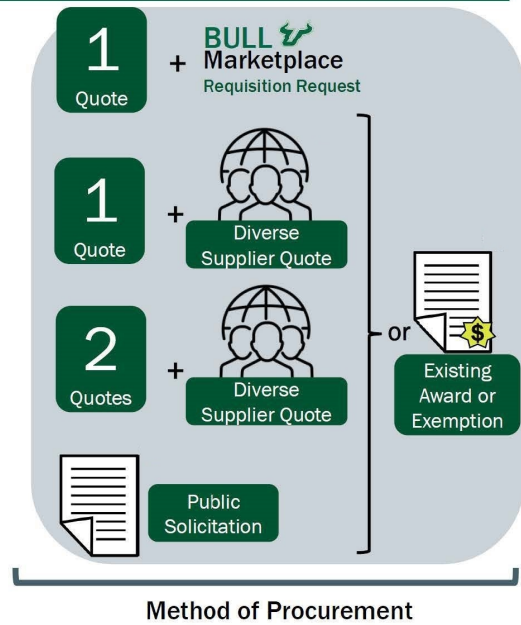 1
Quote
+
BULL
Marketplace
Requisition Request
1
Quote
+
Diverse
Supplier Quote
2
Quotes
+
Diverse
Supplier Quote
Public
Solicitation
or
$
Existing
Award or
Exemption
Method of Procurement